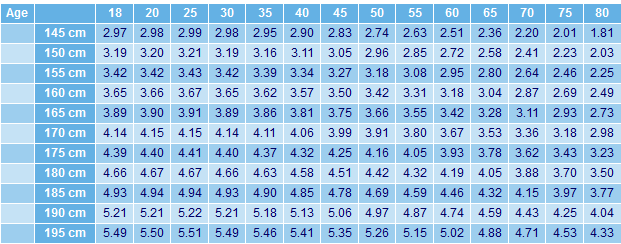 Age 18 20 25 30 35 40 45 50 55 60 65 70 75 80
145 cm 2.97 2.98 2.99 2.98 2.95 2.90 2.83 2.74 2.63 2.51 2.36 2.20 2.01 1.81
150 cm 3.19 3.20 3.21 3.19 3.16 3.11 3.05 2.96 2.85 2.72 2.58 2.41 2.23 2.03
155 cm 3.42 3.42 3.43 3.42 3.39 3.34 3.27 3.18 3.08 2.95 2.80 2.64 2.46 2.25
160 cm 3.65 3.66 3.67 3.65 3.62 3.57 3.50 3.42 3.31 3.18 3.04 2.87 2.69 2.49
165 cm 3.89 3.90 3.91 3.89 3.86 3.81 3.75 3.66 3.55 3.42 3.28 3.11 2.93 2.73
170 cm 4.14 4.15 4.15 4.14 4.11 4.06 3.99 3.91 3.80 3.67 3.53 3.36 3.18 2.98
175 cm 4.39 4.40 4.41 4.40 4.37 4.32 4.25 4.16 4.05 3.93 3.78 3.62 3.43 3.23
180 cm 4.66 4.67 4.67 4.66 4.63 4.58 4.51 4.42 4.32 4.19 4.05 3.88 3.70 3.50
185 cm 4.93 4.94 4.94 4.93 4.90 4.85 4.78 4.69 4.59 4.46 4.32 4.15 3.97 3.77
190 cm 5.21 5.21 5.22 5.21 5.18 5.13 5.06 4.97 4.87 4.74 4.59 4.43 4.25 4.04
195 cm 5.49 5.50 5.51 5.49 5.46 5.41 5.35 5.26 5.15 5.02 4.88 4.71 4.53 4.33